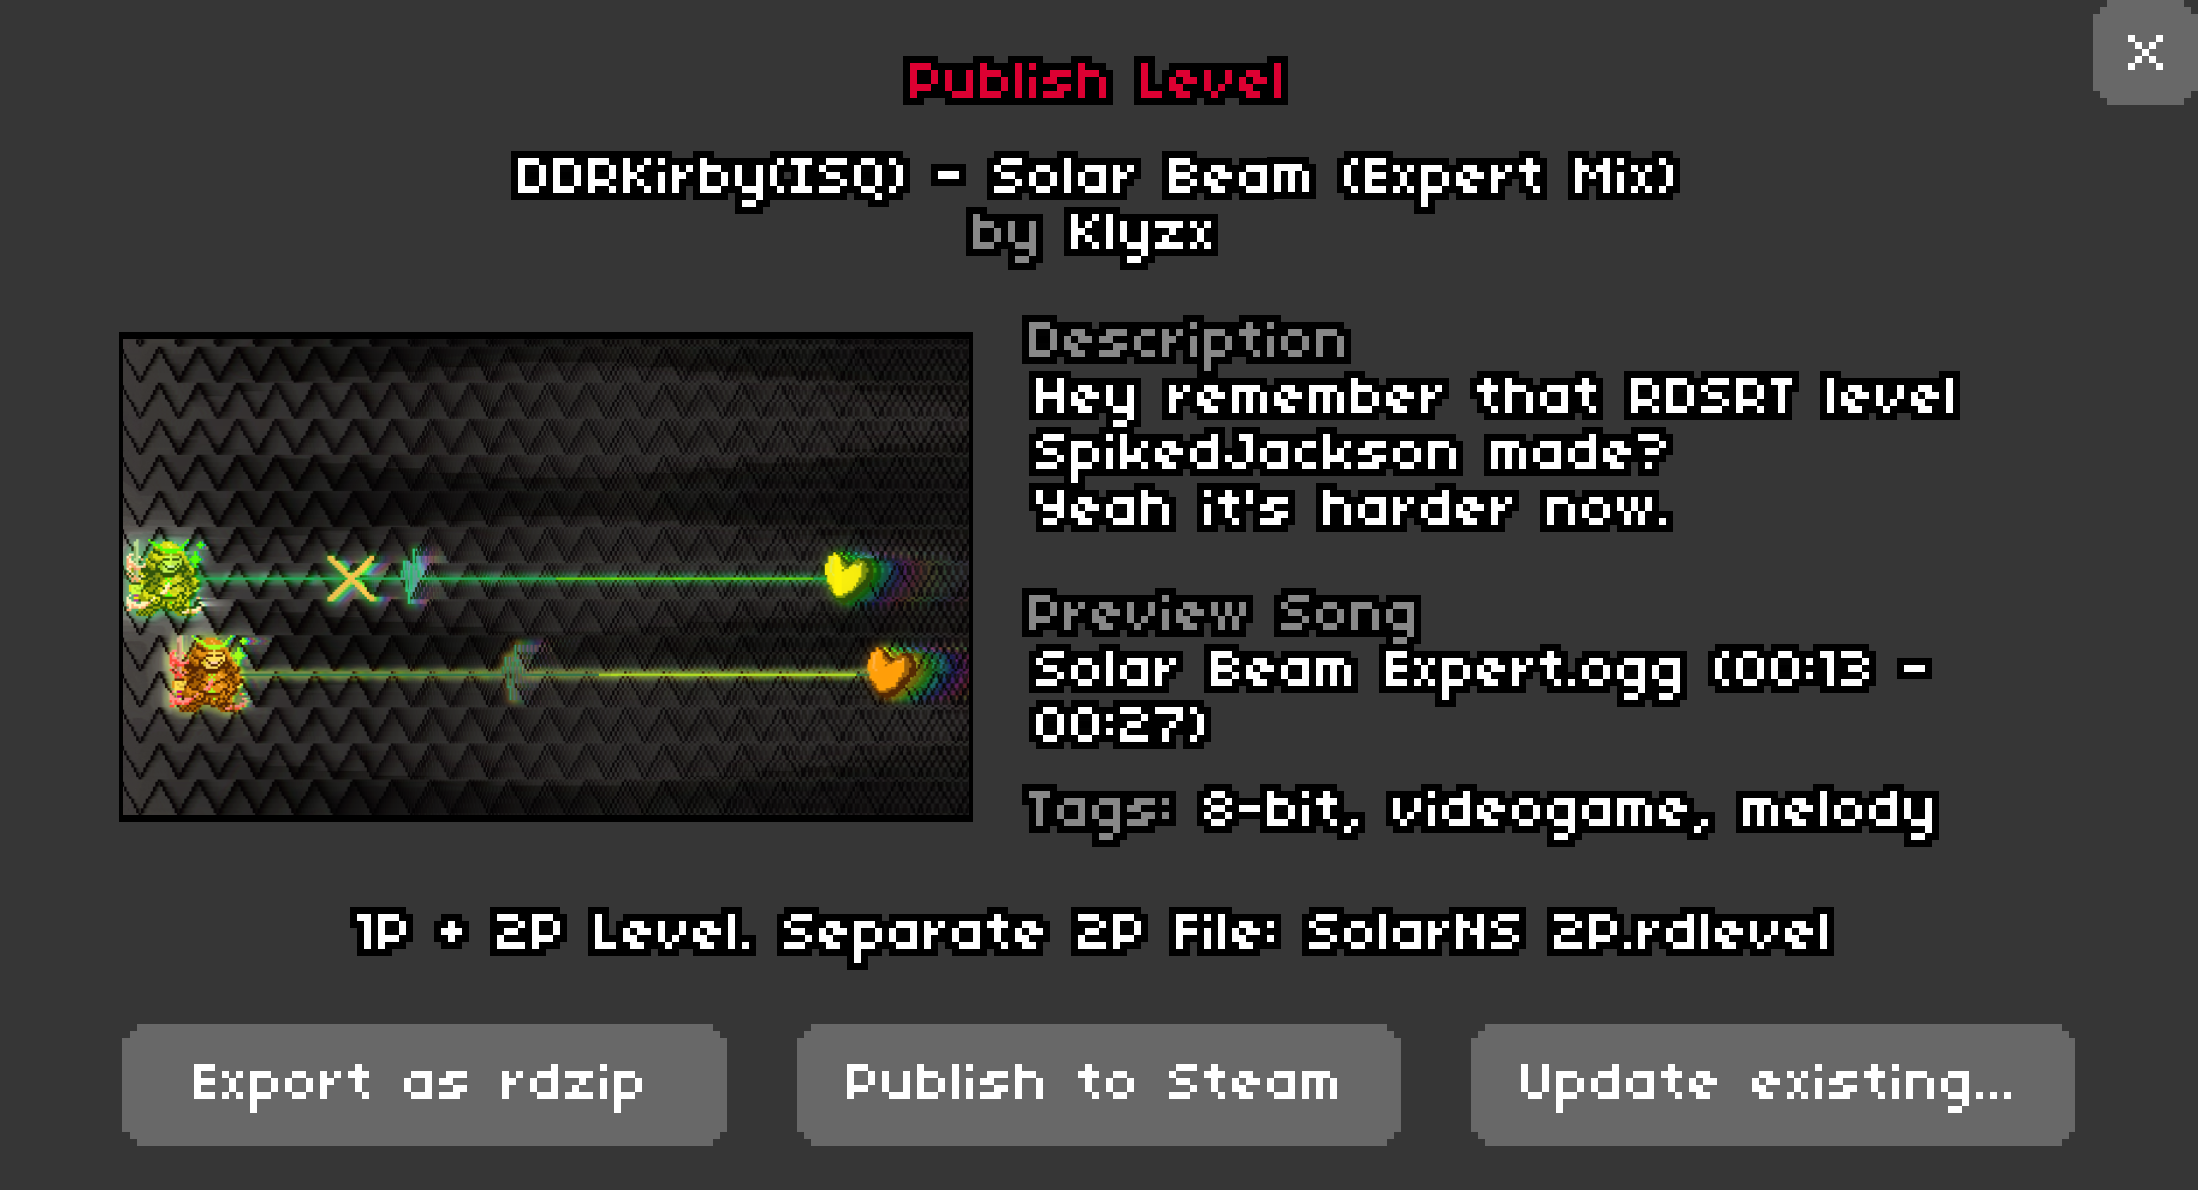 Publish Level
DDRKirby(ISQ) - Solar Beam (Expert Mix)
by Klyzx
Description
Hey remember that RDSRT level
SpikedJackson made?
Yeah it's harder now.
Preview Song
Solar Beam Expert.ogg (00:13 -
00:27)
Tags: 8-bit, videogame, melody
1P + 2P Level. Separate 2P File: SolarNS 2P.rdlevel
Export as rdzip
Publish to Steam
Update existing...